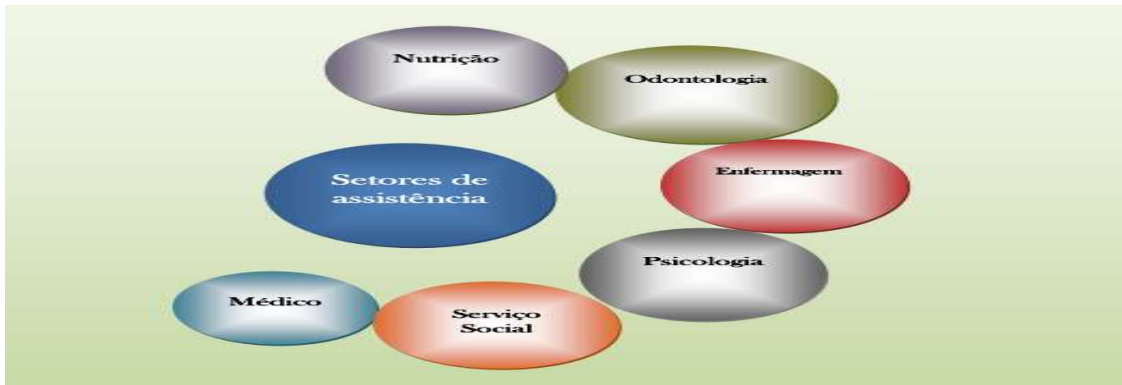 Nutrição
Odontologia
Enfermagem
Setores de
assistência
Psicologia
Médico
Serviço
Social